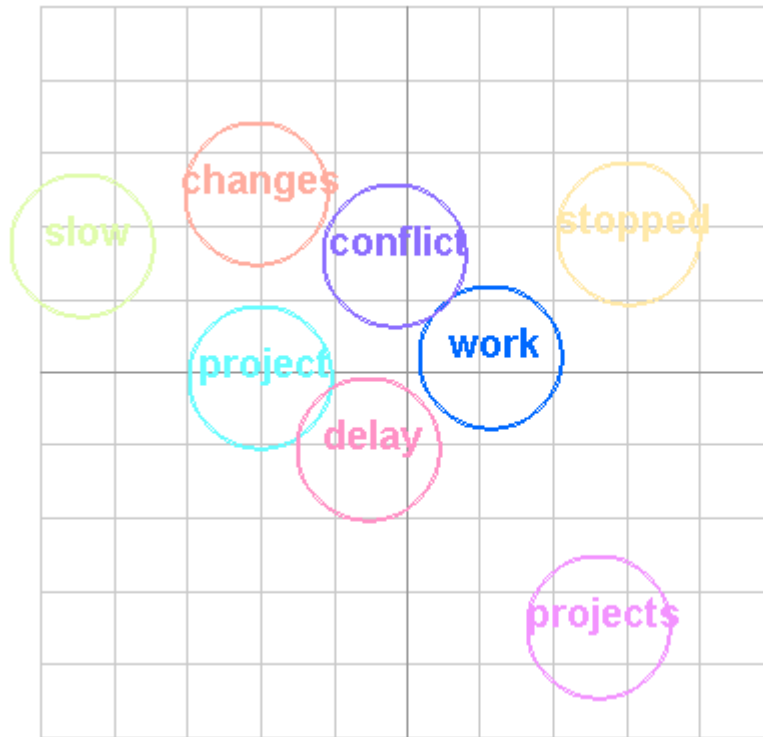 changes
slow
stopped
conflict
work
project
delay
projects